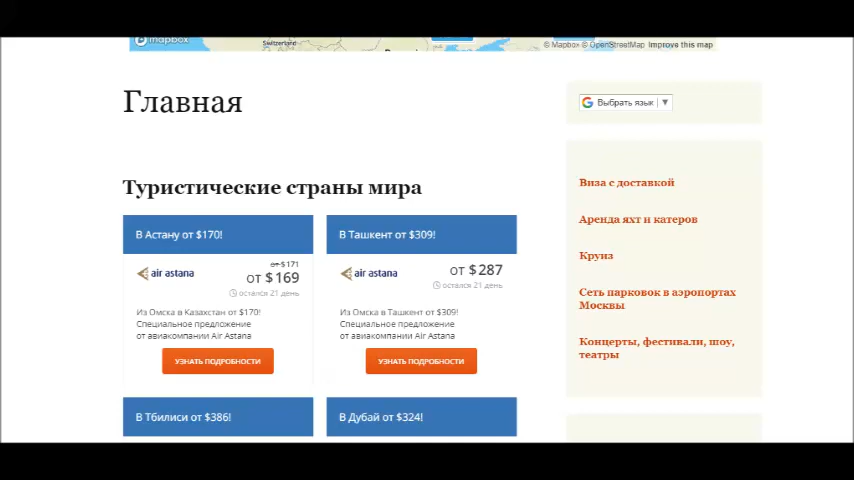 mapbox
Switzerland
© Mapbox © OpenStreetMap Improve this map
Главная
Выбрать язык ▼
Туристические страны мира
В Астану от $170!
от $171
air astana
от $169
остался 21 день
Из Омска в Казахстан от $170!
Специальное предложение
от авиакомпании Air Astana
УЗНАТЬ ПОДРОБНОСТИ
В Ташкент от $309!
air astana
от $287
остался 21 день
Из Омска в Ташкент от $309!
Специальное предложение
от авиакомпании Air Astana
УЗНАТЬ ПОДРОБНОСТИ
В Тбилиси от $386!
В Дубай от $324!
Виза с доставкой
Аренда яхт и катеров
Круиз
Сеть парковок в аэропортах
Москвы
Концерты, фестивали, шоу,
театры